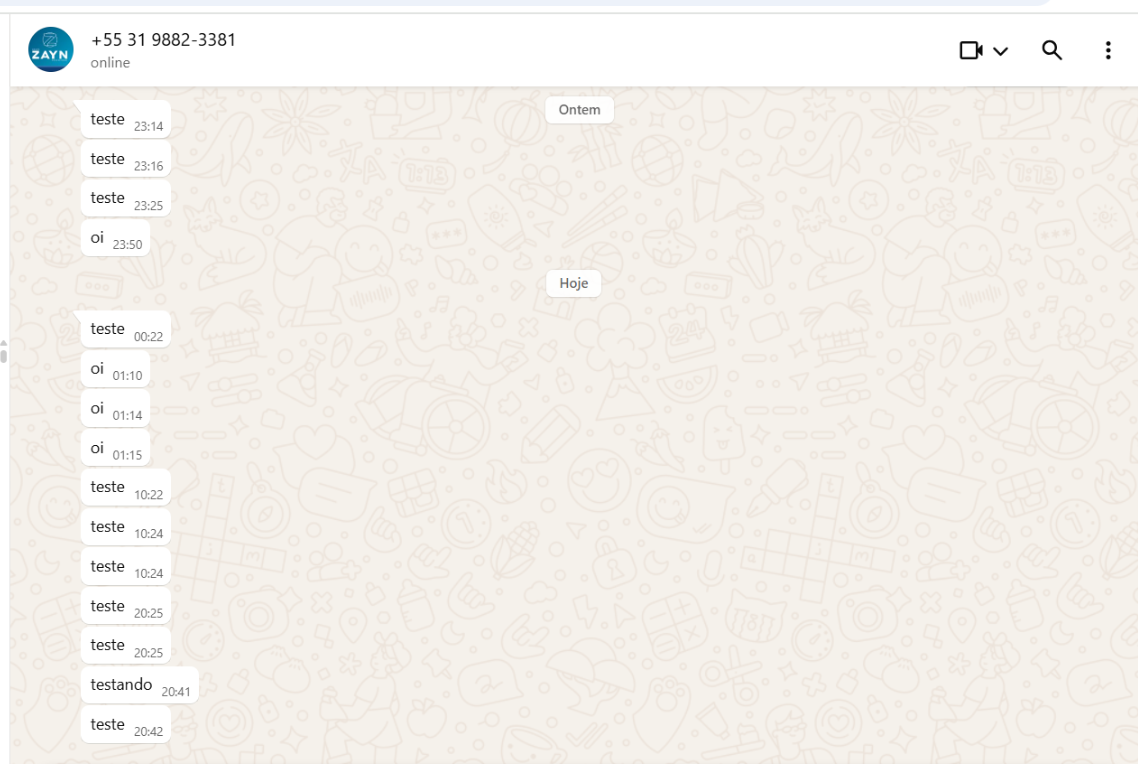 ZAYN
+55 31 9882-3381
online
Ontem
teste 23:14
teste 23:16
teste 23:25
oi 23:50
Hoje
teste 00:22
oi 01:10
oi 01:14
oi 01:15
teste 10:22
teste 10:24
teste 10:24
teste 20:25
teste 20:25
testando 20:41
teste 20:42